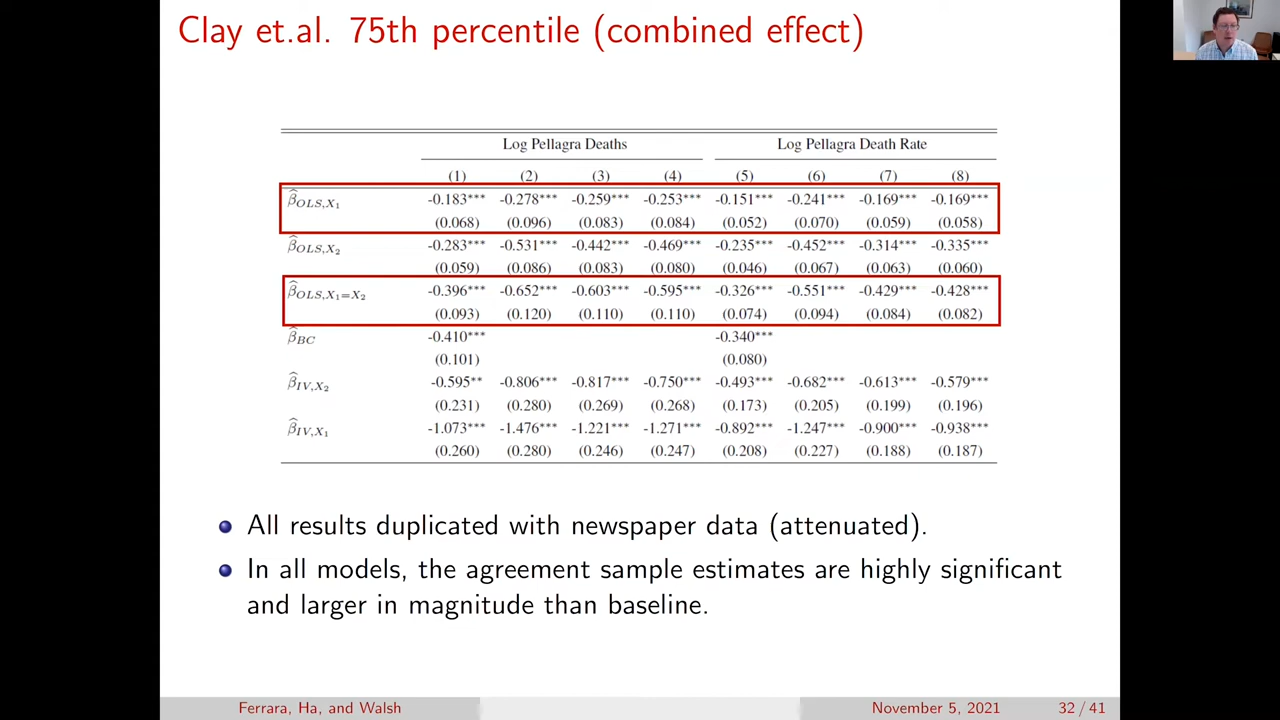 Clay et.al. 75th percentile (combined effect)
Log Pellagra Deaths Log Pellagra Death Rate
(1) (2) (3) (4) (5) (6) (7) (8)
β̂OLS,X1 -0.183*** -0.278*** -0.259*** -0.253*** -0.151*** -0.241*** -0.169*** -0.169***
(0.068) (0.096) (0.083) (0.084) (0.052) (0.070) (0.059) (0.058)
β̂OLS,X2 -0.283*** -0.531*** -0.442*** -0.469*** -0.235*** -0.452*** -0.314*** -0.335***
(0.059) (0.086) (0.083) (0.080) (0.046) (0.067) (0.063) (0.060)
β̂OLS,X1=X2 -0.396*** -0.652*** -0.603*** -0.595*** -0.326*** -0.551*** -0.429*** -0.428***
(0.093) (0.120) (0.110) (0.110) (0.074) (0.094) (0.084) (0.082)
β̂BC -0.410*** -0.340***
(0.101) (0.080)
β̂IV,X2 -0.595** -0.806*** -0.817*** -0.750*** -0.493*** -0.682*** -0.613*** -0.579***
(0.231) (0.280) (0.269) (0.268) (0.173) (0.205) (0.199) (0.196)
β̂IV,X1 -1.073*** -1.476*** -1.221*** -1.271*** -0.892*** -1.247*** -0.900*** -0.938***
(0.260) (0.280) (0.246) (0.247) (0.208) (0.227) (0.188) (0.187)
All results duplicated with newspaper data (attenuated).
In all models, the agreement sample estimates are highly significant
and larger in magnitude than baseline.
Ferrara, Ha, and Walsh November 5, 2021 32 / 41